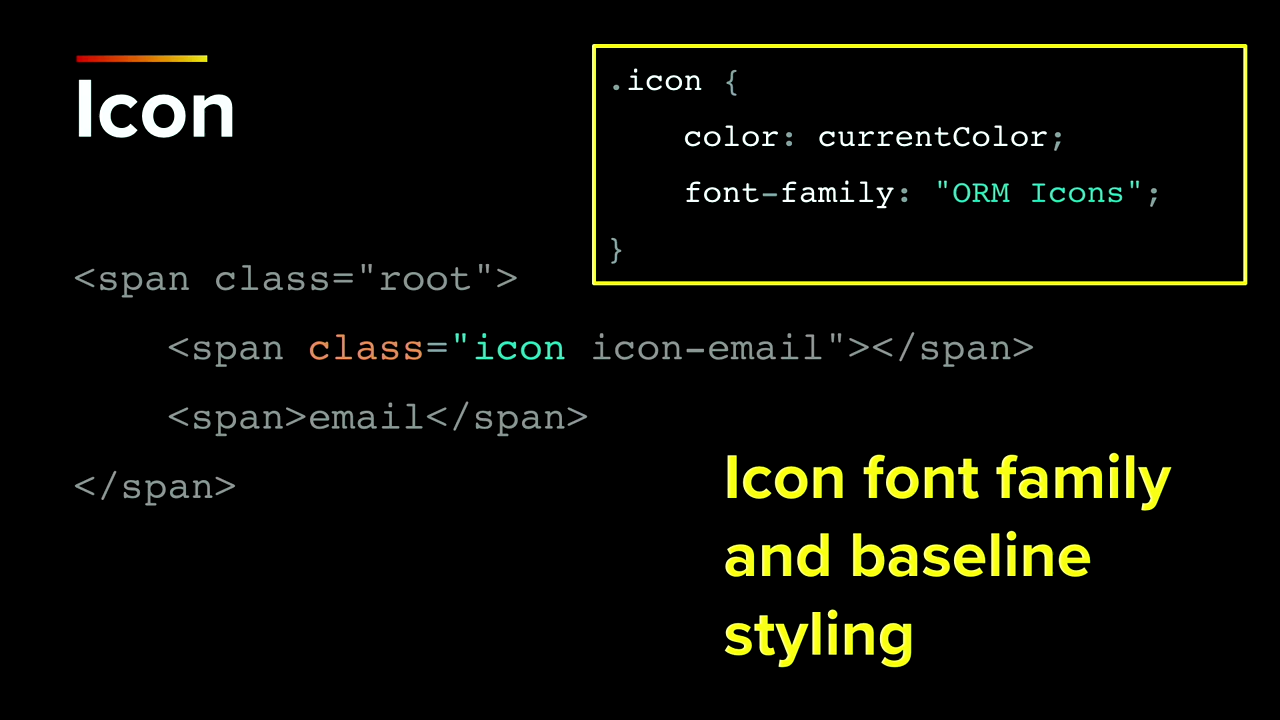 Icon
.icon {
    color: currentColor;
    font-family: "ORM Icons";
}
<span class="root">
    <span class="icon icon-email"></span>
    <span>email</span>
</span>
Icon font family
and baseline
styling